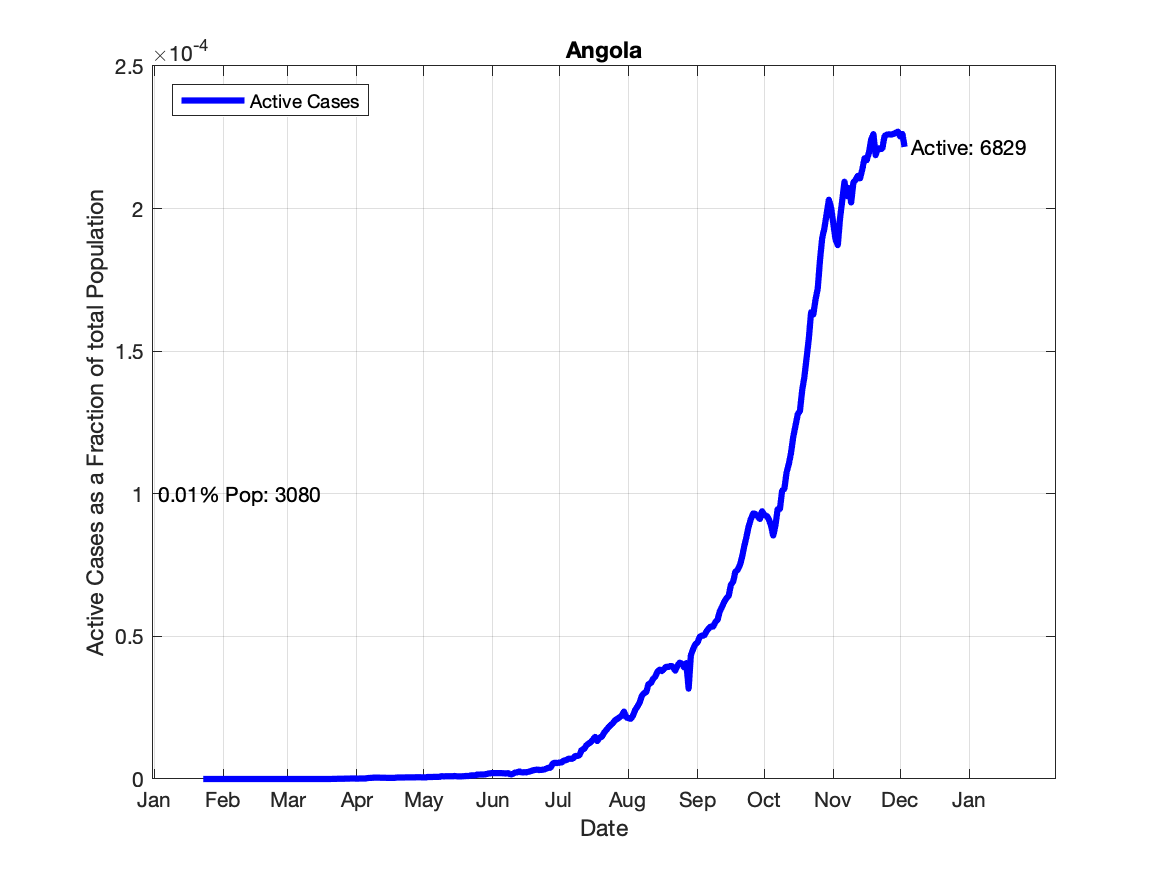 Angola
×10-4
2.5
2
1.5
1
0.5
0
Active Cases as a Fraction of total Population
Active Cases
Active: 6829
0.01% Pop: 3080
Jan Feb Mar Apr May Jun Jul Aug Sep Oct Nov Dec Jan
Date